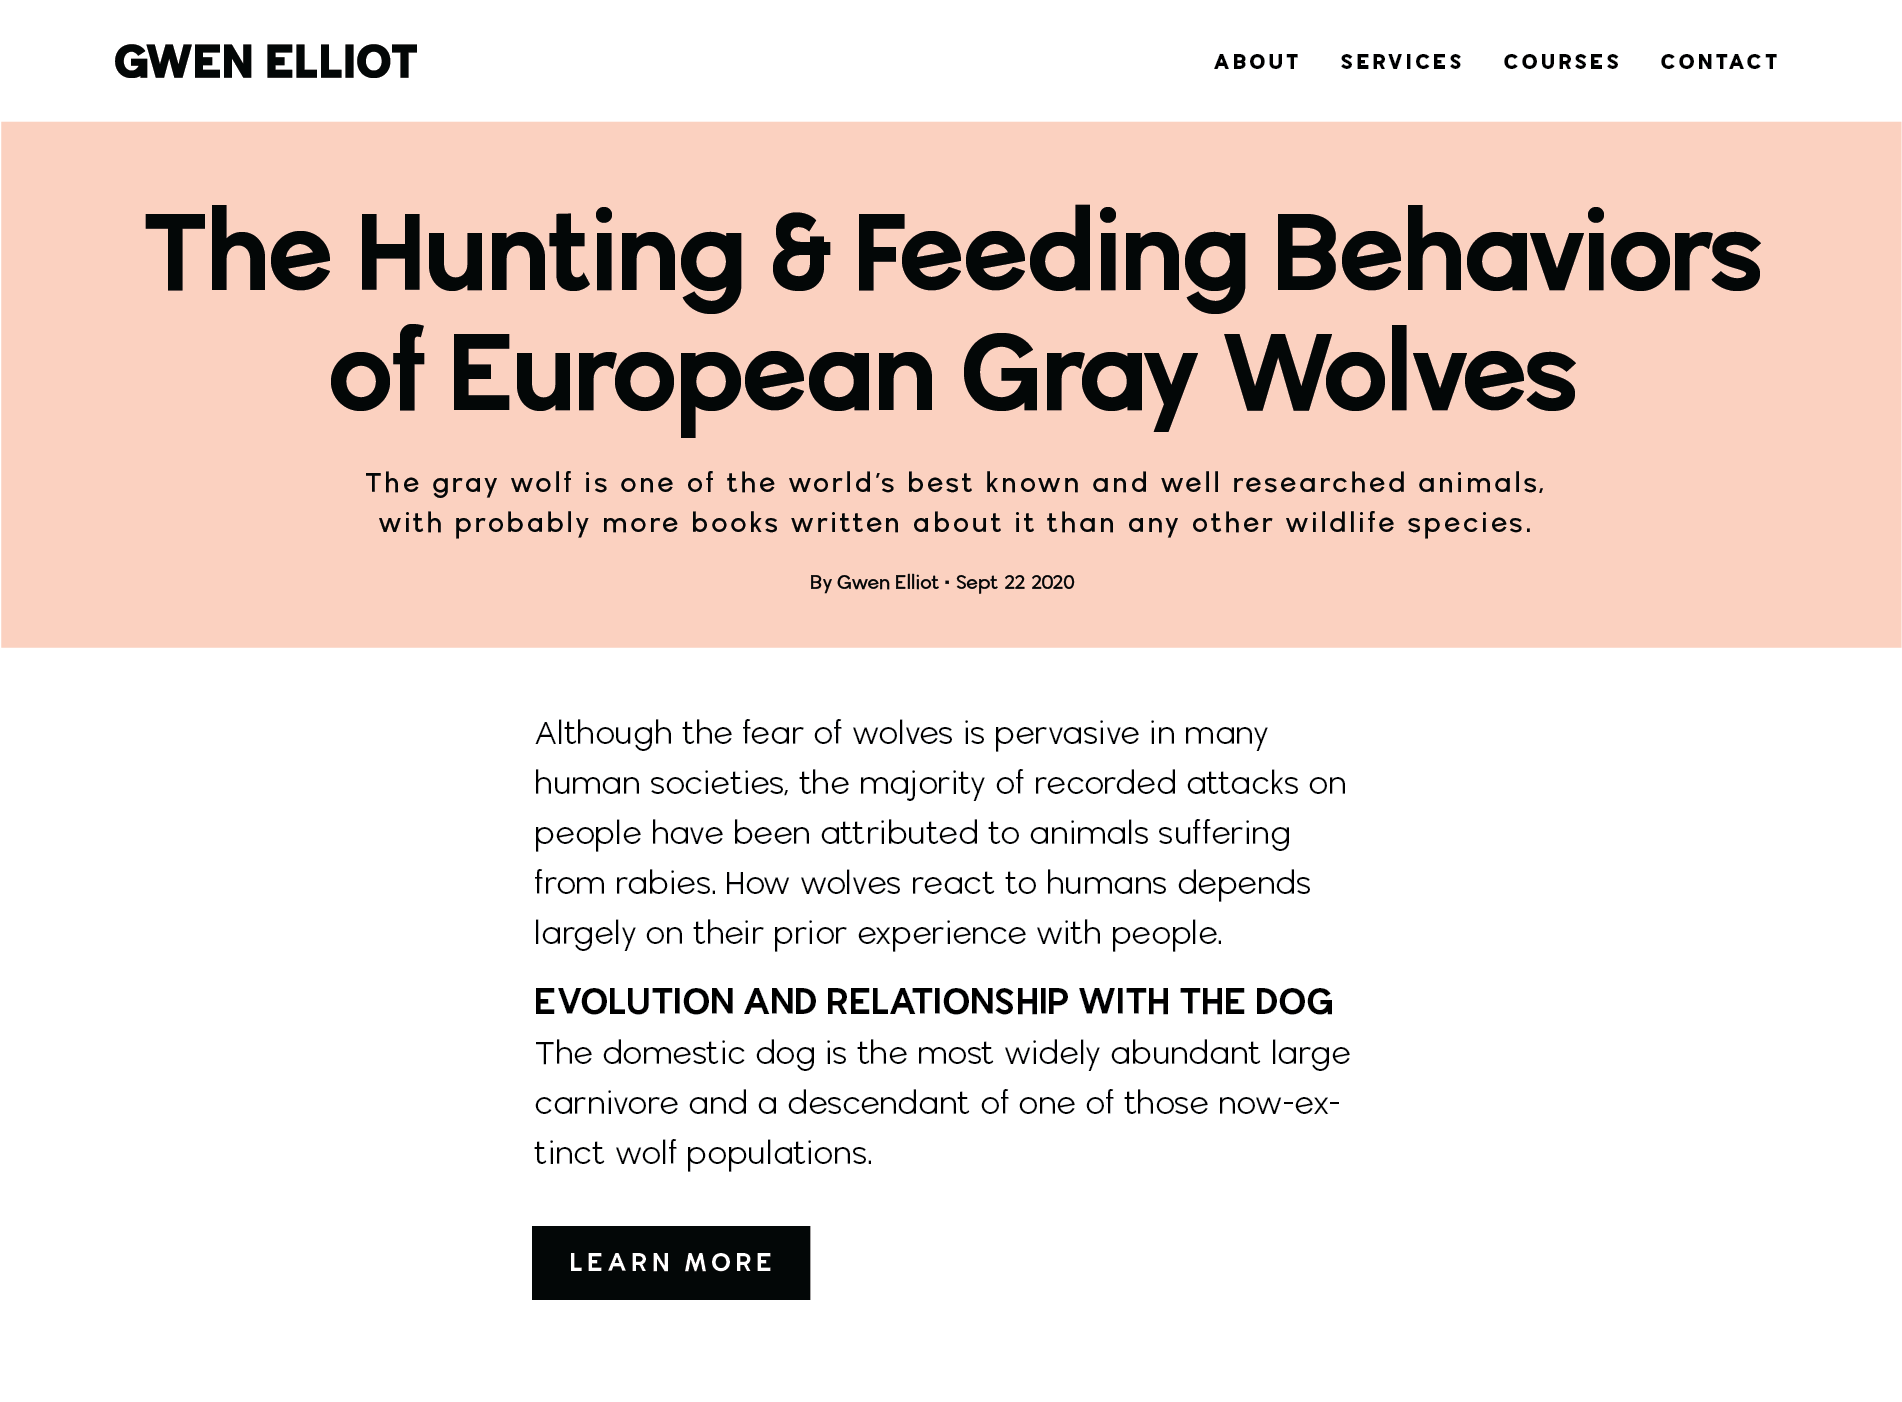 GWEN ELLIOT
ABOUT SERVICES COURSES CONTACT
The Hunting & Feeding Behaviors
of European Gray Wolves
The gray wolf is one of the world's best known and well researched animals,
with probably more books written about it than any other wildlife species.
By Gwen Elliot · Sept 22 2020
Although the fear of wolves is pervasive in many
human societies, the majority of recorded attacks on
people have been attributed to animals suffering
from rabies. How wolves react to humans depends
largely on their prior experience with people.
EVOLUTION AND RELATIONSHIP WITH THE DOG
The domestic dog is the most widely abundant large
carnivore and a descendant of one of those now-ex-
tinct wolf populations.
LEARN MORE